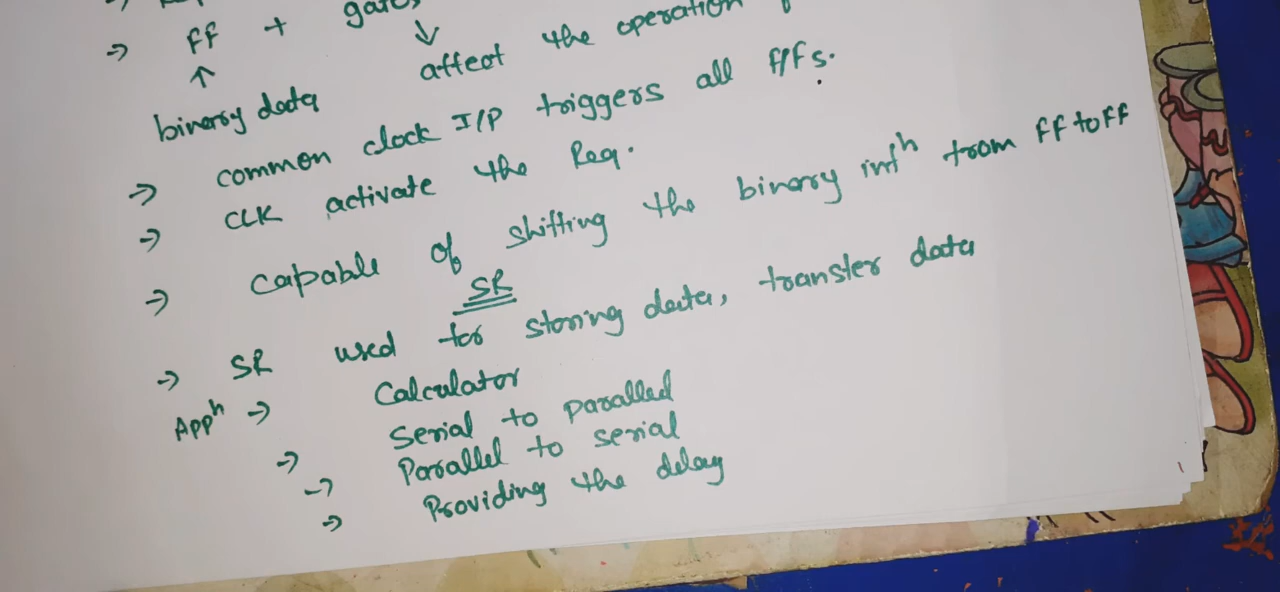 → ff + gates
↓
↑ affect the operation
binary data
→ common clock I/P triggers all f/fs.
→ CLK activate the Reg.
→ capable of shifting the binary infⁿ from ff to ff
SR
→ SR used for storing data, transfer data
Appⁿ → Calculator
→ Serial to paralled
→ Parallel to serial
→ Providing the delay